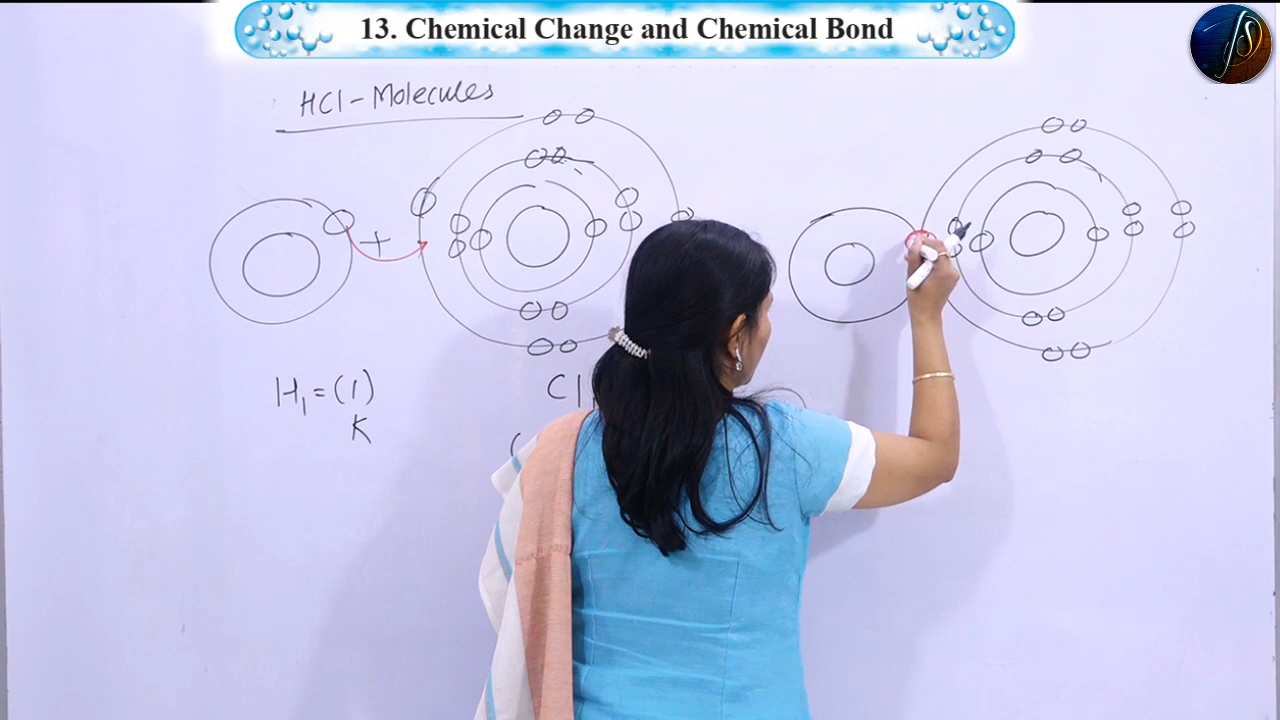 13. Chemical Change and Chemical Bond
HCl - Molecules
+
H₁ = (1)
K
Cl
(